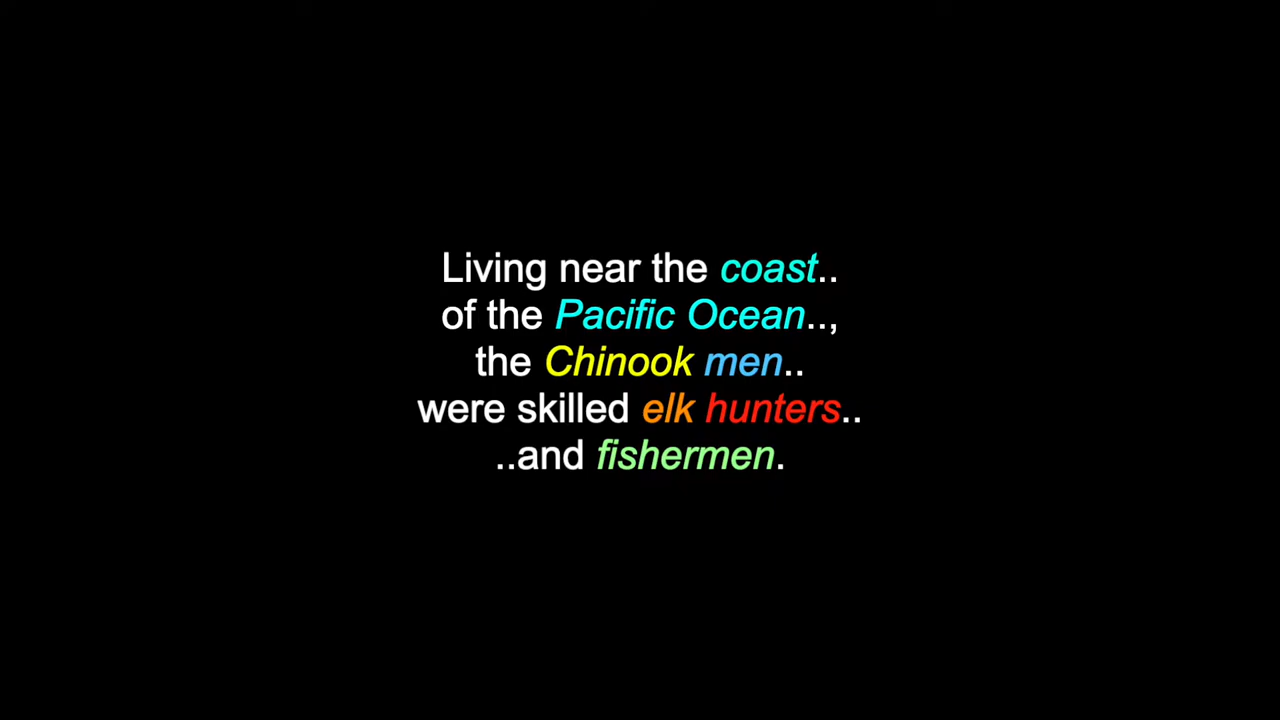 Living near the coast..
of the Pacific Ocean..,
the Chinook men..
were skilled elk hunters..
..and fishermen.